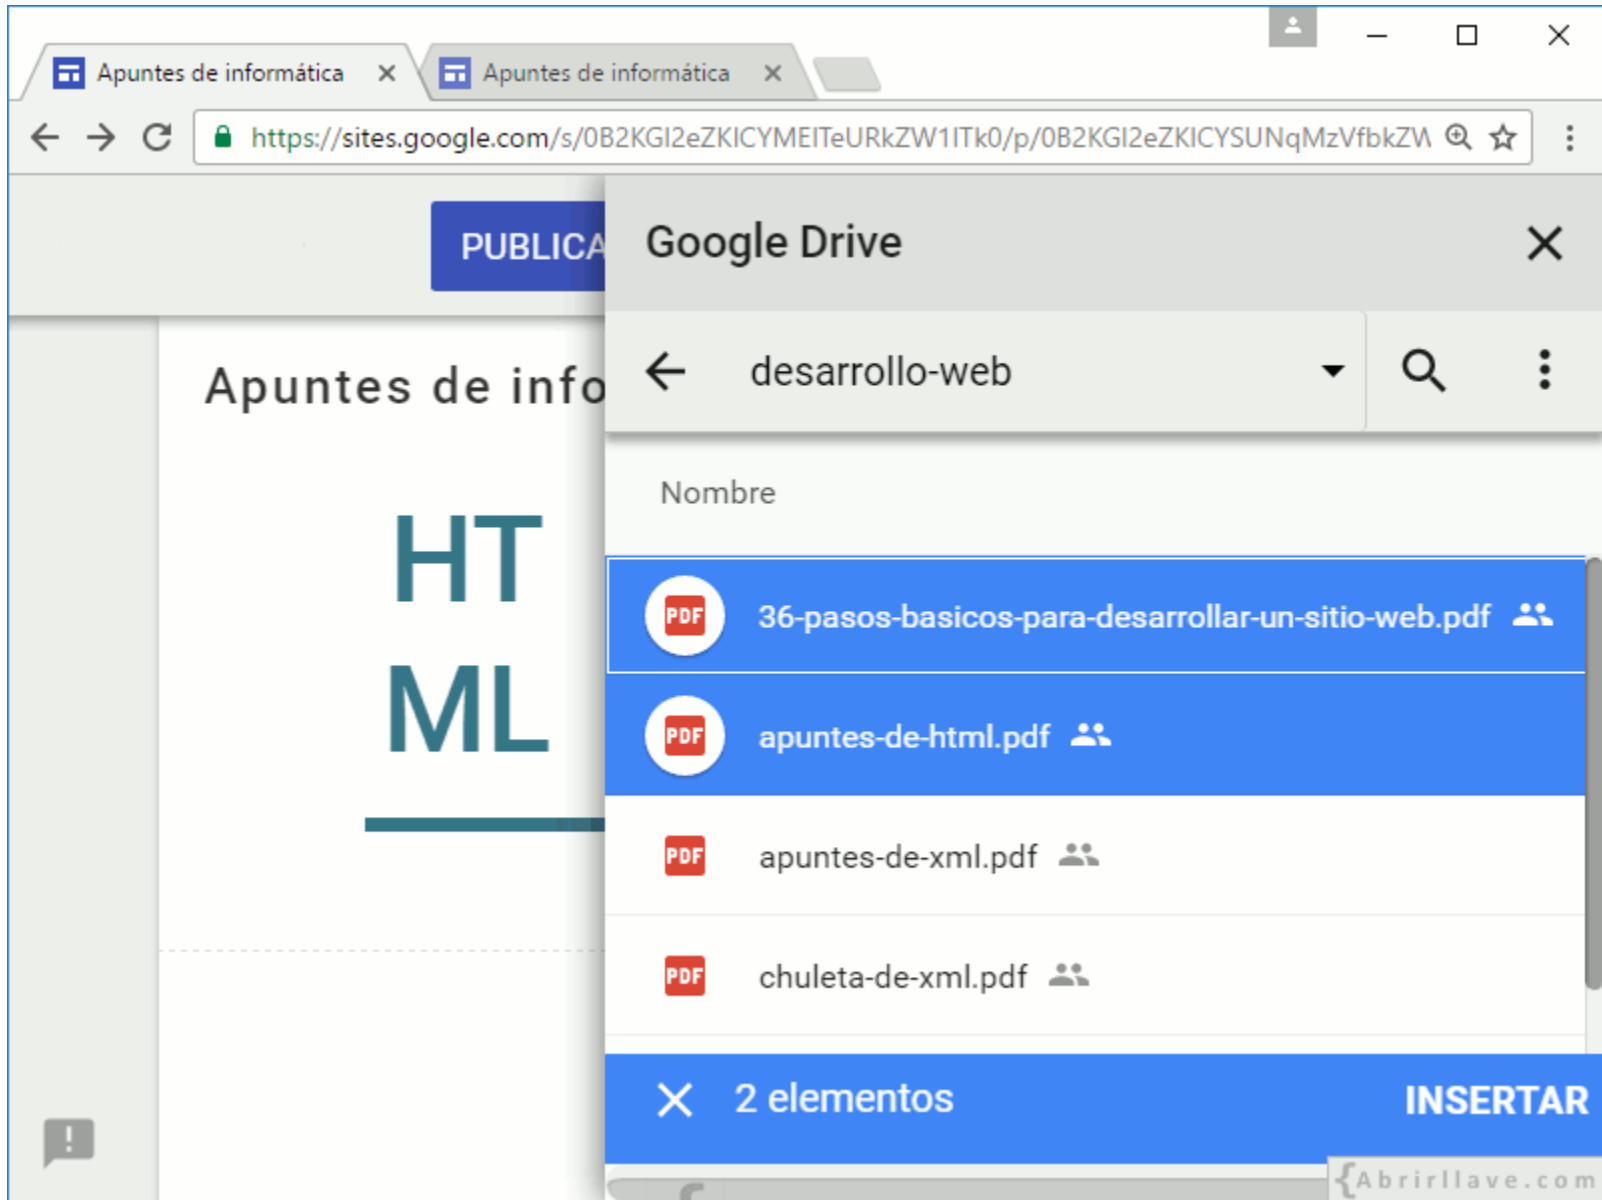 Apuntes de informática
Apuntes de informática
https://sites.google.com/s/0B2KGl2eZKlCYMElTeURkZW1lTk0/p/0B2KGl2eZKlCYSUNqMzVfbkZW
PUBLICA
Google Drive
Apuntes de info
desarrollo-web
Nombre
HT
ML
PDF 36-pasos-basicos-para-desarrollar-un-sitio-web.pdf
PDF apuntes-de-html.pdf
PDF apuntes-de-xml.pdf
PDF chuleta-de-xml.pdf
2 elementos
INSERTAR
{Abrirllave.com